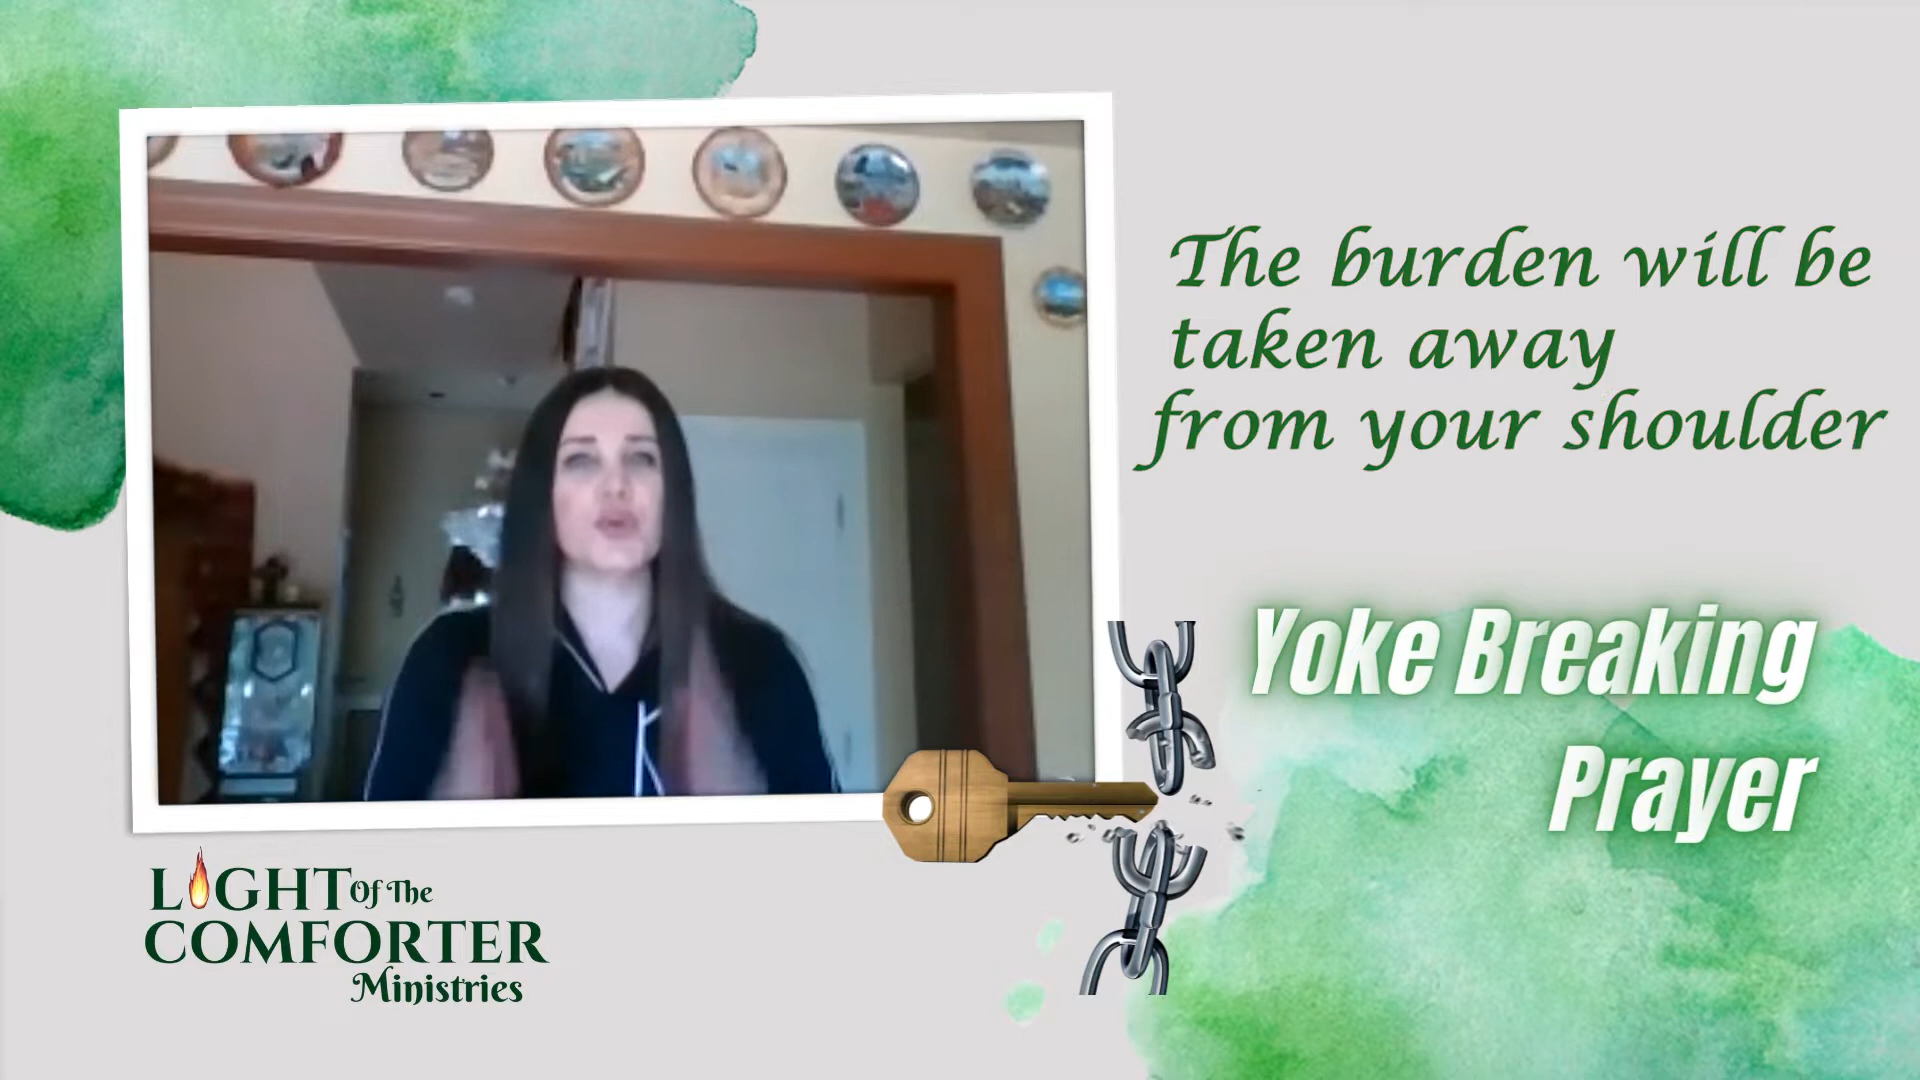 The burden will be
taken away
from your shoulder
Yoke Breaking
Prayer
LIGHT Of The
COMFORTER
Ministries